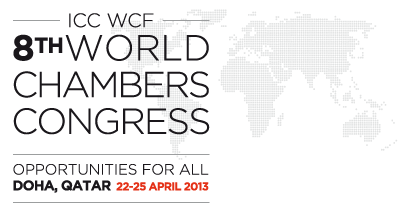 ICC WCF
8TH WORLD
CHAMBERS
CONGRESS
OPPORTUNITIES FOR ALL
DOHA, QATAR 22-25 APRIL 2013